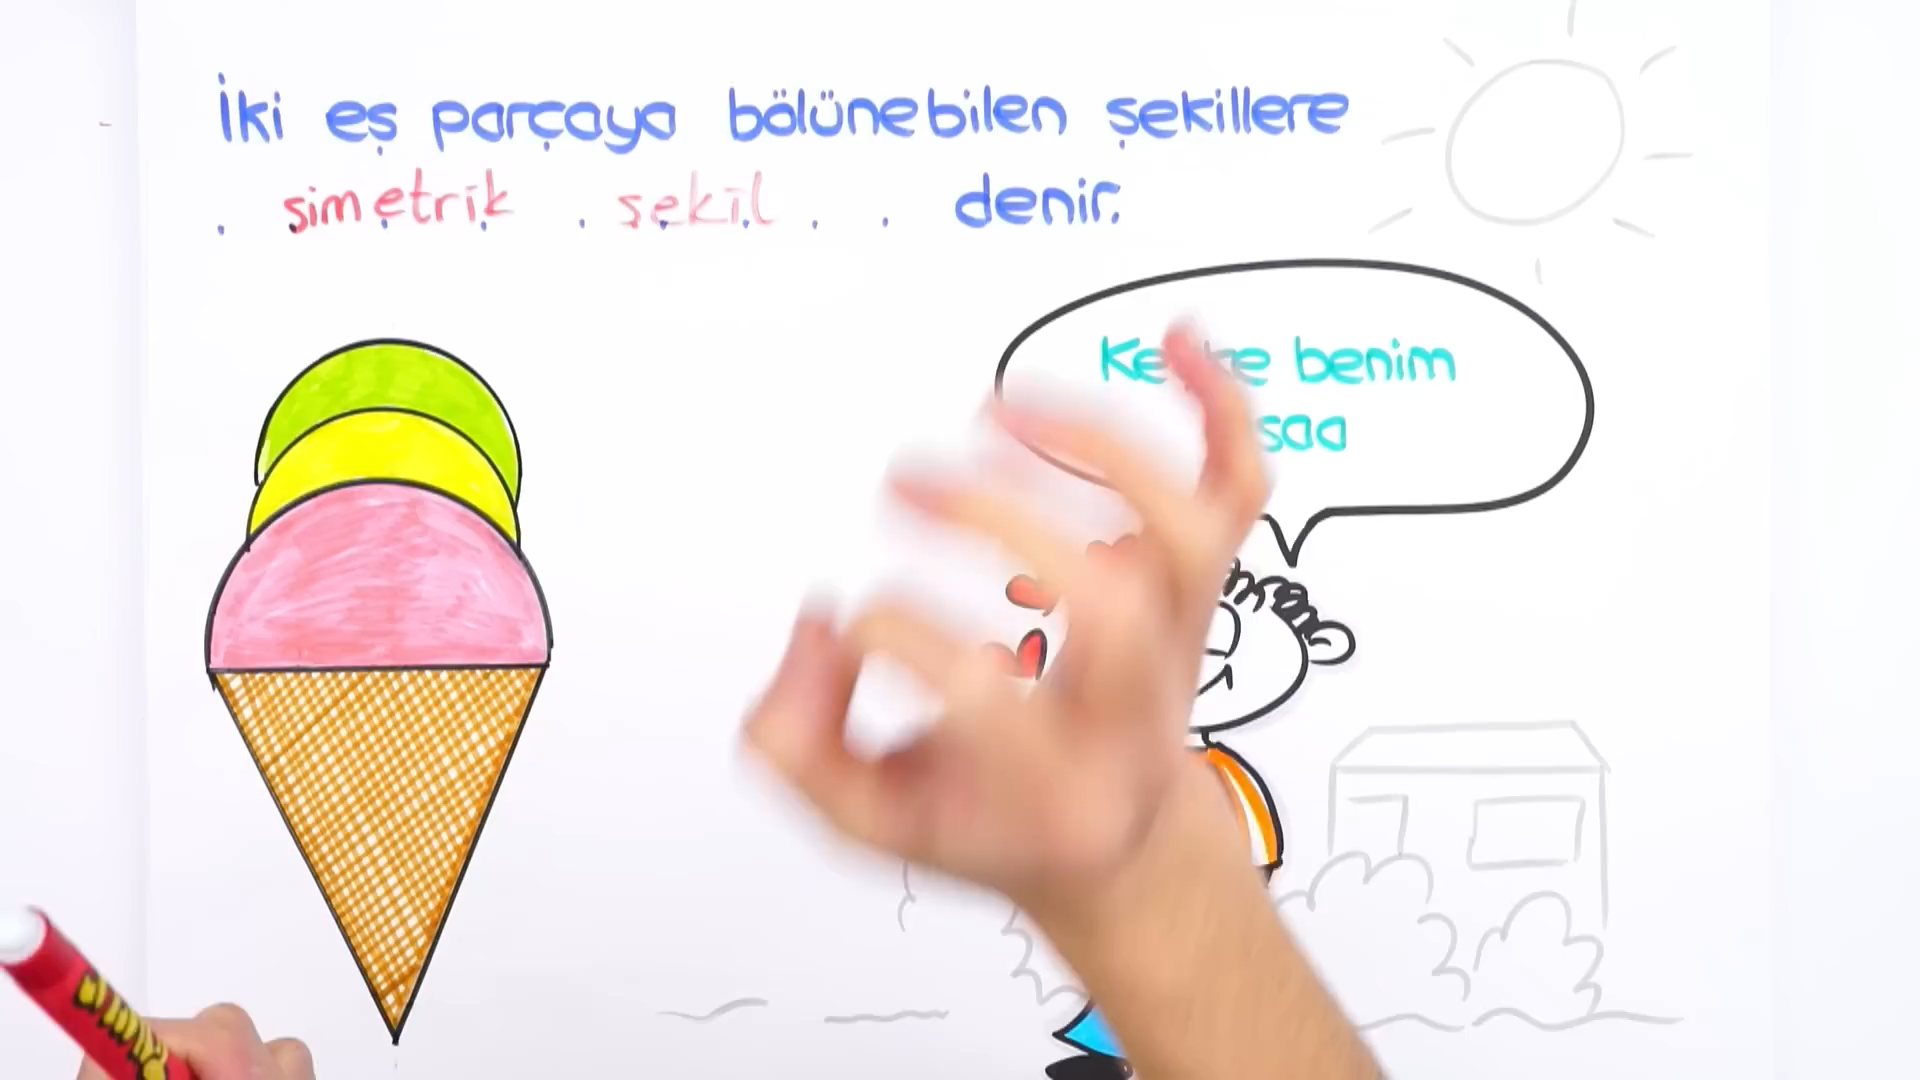 İki eş parçaya bölünebilen şekillere
. simetrik . şekil . . denir.
benim